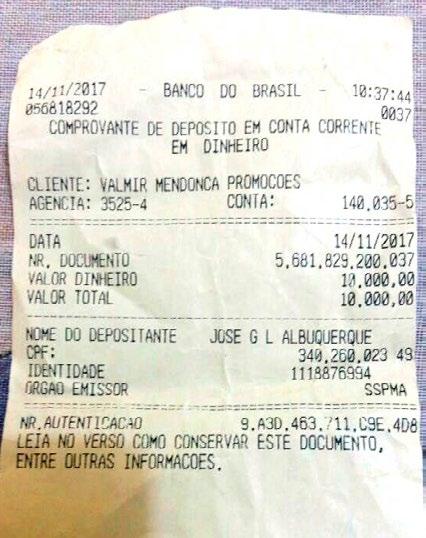 14/11/2017 - BANCO DO BRASIL - 10:37:44
056818292 0037
COMPROVANTE DE DEPOSITO EM CONTA CORRENTE
EM DINHEIRO
CLIENTE: VALMIR MENDONCA PROMOCOES
AGENCIA: 3525-4 CONTA: 140.035-5
DATA 14/11/2017
NR. DOCUMENTO 5.681.829.200.037
VALOR DINHEIRO 10.000,00
VALOR TOTAL 10.000,00
NOME DO DEPOSITANTE JOSE G L ALBUQUERQUE
CPF: 340.260.023 49
IDENTIDADE 1118876994
ORGAO EMISSOR SSPMA
NR.AUTENTICACAO 9.A3D.463.711.C9E.4D8
LEIA NO VERSO COMO CONSERVAR ESTE DOCUMENTO,
ENTRE OUTRAS INFORMACOES.